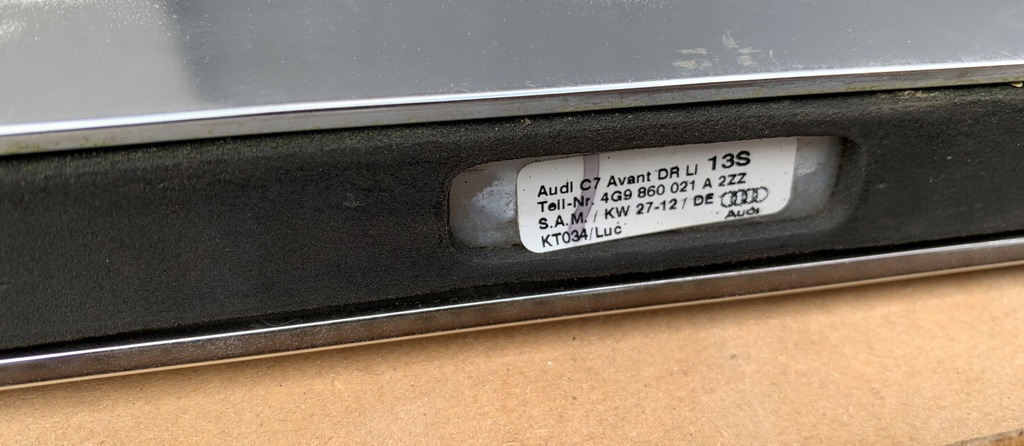 Audi C7 Avant DR LI 13S
Teil-Nr. 4G9 860 021 A 2ZZ
S.A.M. / KW 27-12 / DE
Audi
KT034/Luc